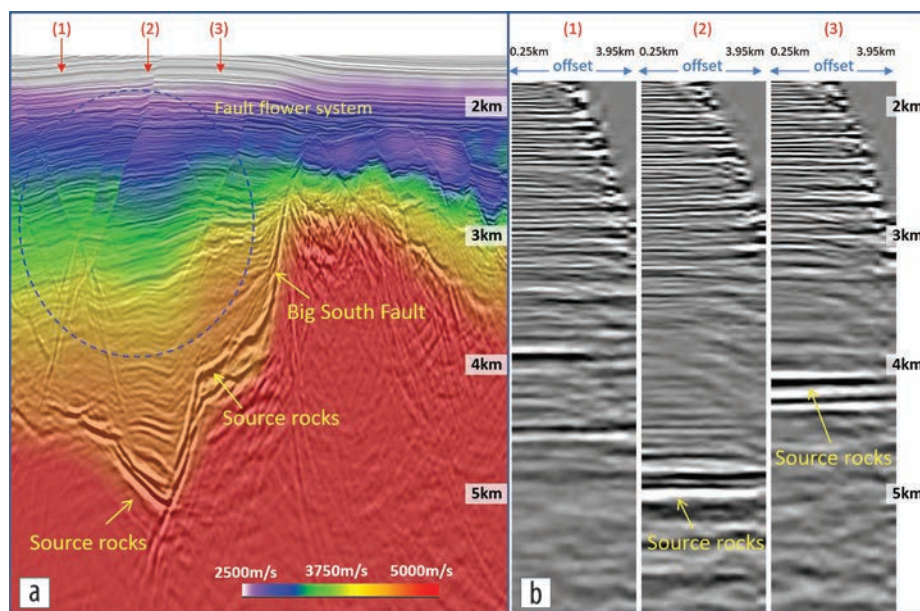 (1)
(2)
(3)
Fault flower system
2km
3km
Big South Fault
4km
Source rocks
5km
Source rocks
2500m/s
3750m/s
5000m/s
a
(1)
(2)
(3)
0.25km
3.95km
0.25km
3.95km
0.25km
3.95km
offset
offset
offset
2km
3km
4km
Source rocks
5km
Source rocks
b